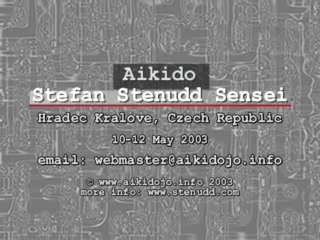 Aikido
Stefan Stenudd Sensei
Hradec Kralove, Czech Republic
10-12 May 2003
email: webmaster@aikidojo.info
© www.aikidojo.info 2003
more info: www.stenudd.com